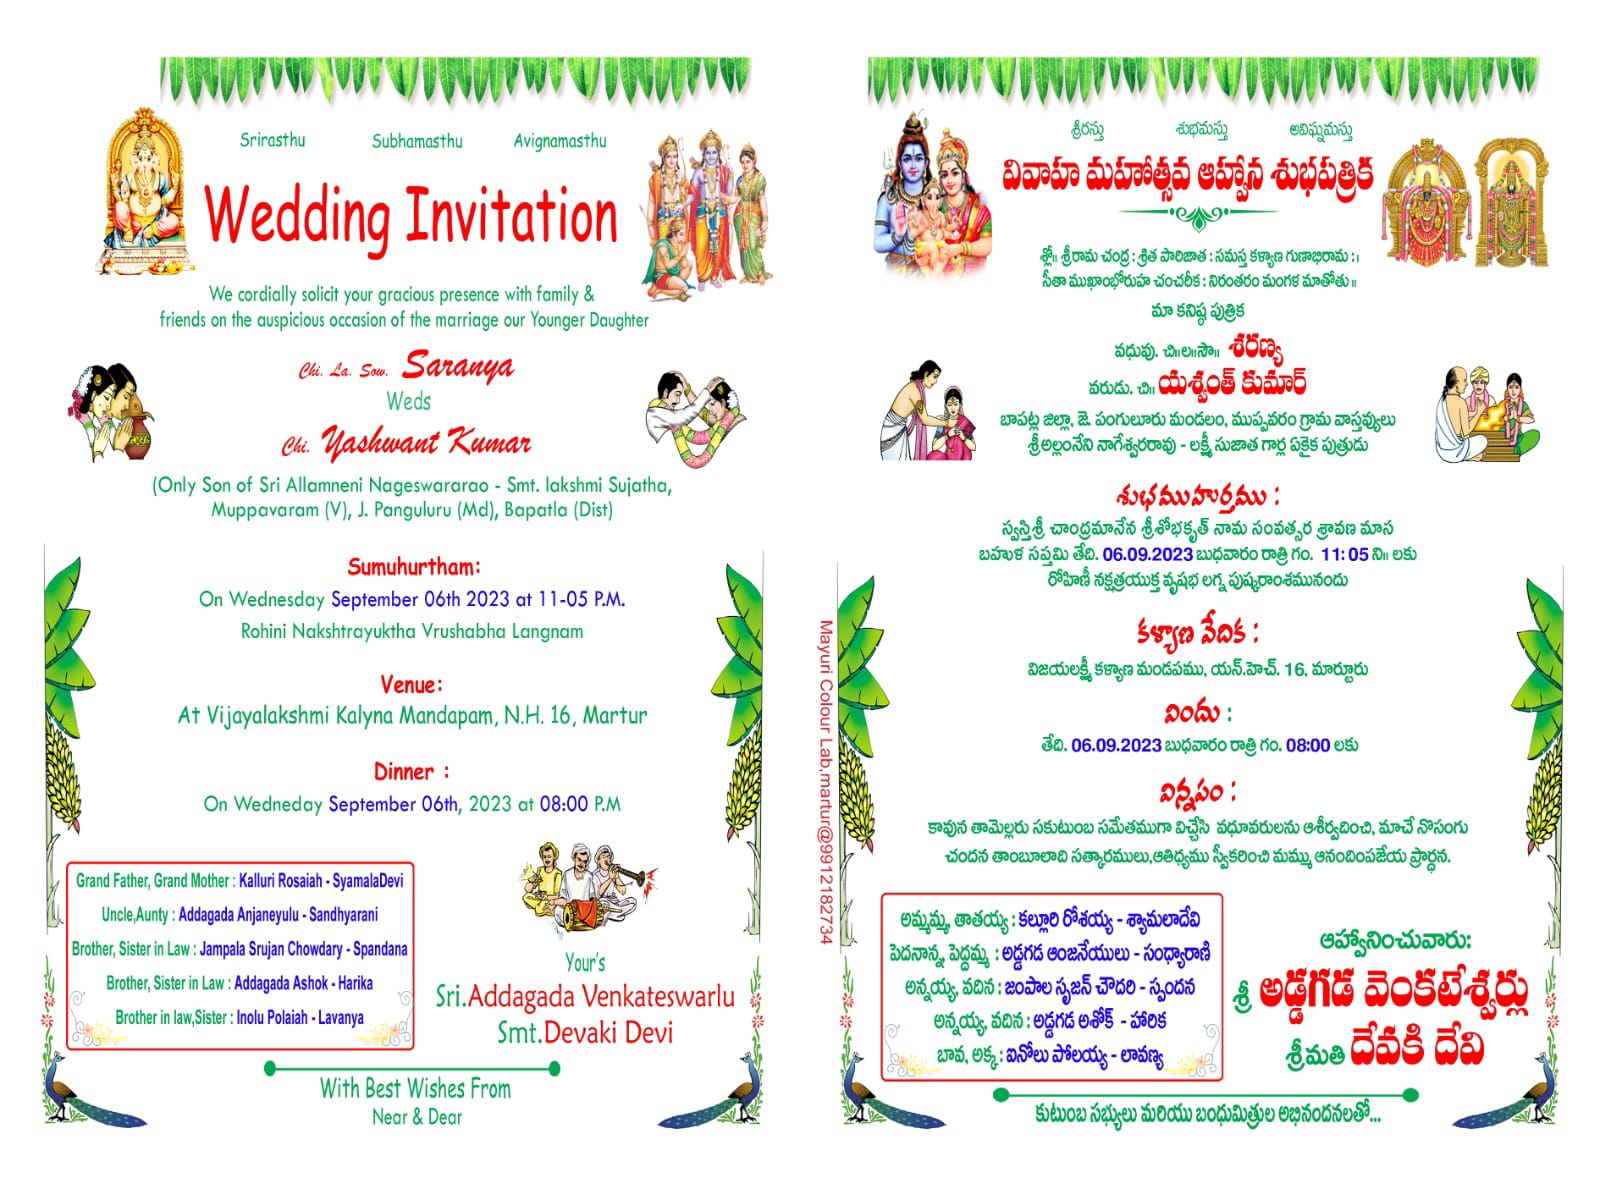 Srirasthu Subhamasthu Avignamasthu
Wedding Invitation
We cordially solicit your gracious presence with family &
friends on the auspicious occasion of the marriage our Younger Daughter
Chi. La. Sow. Saranya
Weds
Chi. Yashwant Kumar
(Only Son of Sri Allamneni Nageswararao - Smt. lakshmi Sujatha,
Muppavaram (V), J. Panguluru (Md), Bapatla (Dist)
Sumuhurtham:
On Wednesday September 06th 2023 at 11-05 P.M.
Rohini Nakshtrayuktha Vrushabha Langnam
Venue:
At Vijayalakshmi Kalyna Mandapam, N.H. 16, Martur
Dinner :
On Wedneday September 06th, 2023 at 08:00 P.M
Grand Father, Grand Mother : Kalluri Rosaiah - SyamalaDevi
Uncle,Aunty : Addagada Anjaneyulu - Sandhyarani
Brother, Sister in Law : Jampala Srujan Chowdary - Spandana
Brother, Sister in Law : Addagada Ashok - Harika
Brother in law,Sister : Inolu Polaiah - Lavanya
Your's
Sri.Addagada Venkateswarlu
Smt.Devaki Devi
With Best Wishes From
Near & Dear
Mayuri Colour Lab,martur@9912182734
శ్రీరస్తు శుభమస్తు అవిఘ్నమస్తు
వివాహ మహోత్సవ ఆహ్వాన శుభపత్రిక
శ్లో॥ శ్రీరామ చంద్ర : శ్రిత పారిజాత : సమస్త కళ్యాణ గుణాభిరామ : ।
సీతా ముఖాంభోరుహ చంచరీక : నిరంతరం మంగళ మాతోతు ॥
మా కనిష్ఠ పుత్రిక
వధువు. చి॥ల॥సౌ॥ శరణ్య
వరుడు. చి॥ యశ్వంత్ కుమార్
బాపట్ల జిల్లా, జె. పంగులూరు మండలం, ముప్పవరం గ్రామ వాస్తవ్యులు
శ్రీ అల్లంనేని నాగేశ్వరరావు - లక్ష్మీ సుజాత గార్ల ఏకైక పుత్రుడు
శుభముహుర్తము :
స్వస్తిశ్రీ చాంద్రమానేన శ్రీశోభకృత్ నామ సంవత్సర శ్రావణ మాస
బహుళ సప్తమి తేది. 06.09.2023 బుధవారం రాత్రి గం. 11: 05 ని॥ లకు
రోహిణీ నక్షత్రయుక్త వృషభ లగ్న పుష్కరాంశమునందు
కళ్యాణ వేదిక :
విజయలక్ష్మీ కళ్యాణ మండపము, యన్.హెచ్. 16, మార్టూరు
విందు :
తేది. 06.09.2023 బుధవారం రాత్రి గం. 08:00 లకు
విన్నపం :
కావున తామెల్లరు సకుటుంబ సమేతముగా విచ్చేసి వధూవరులను ఆశీర్వదించి, మాచే నొసంగు
చందన తాంబూలాది సత్కారములు,ఆతిధ్యము స్వీకరించి మమ్ము ఆనందింపజేయ ప్రార్ధన.
అమ్మమ్మ, తాతయ్య : కల్లూరి రోశయ్య - శ్యామలాదేవి
పెదనాన్న, పెద్దమ్మ : అడ్డగడ ఆంజనేయులు - సంధ్యారాణి
అన్నయ్య, వదిన : జంపాల సృజన్ చౌదరి - స్పందన
అన్నయ్య, వదిన : అడ్డగడ అశోక్ - హారిక
బావ, అక్క : ఐనోలు పోలయ్య - లావణ్య
ఆహ్వానించువారు:
శ్రీ అడ్డగడ వెంకటేశ్వర్లు
శ్రీమతి దేవకి దేవి
కుటుంబ సభ్యులు మరియు బంధుమిత్రుల అభినందనలతో...